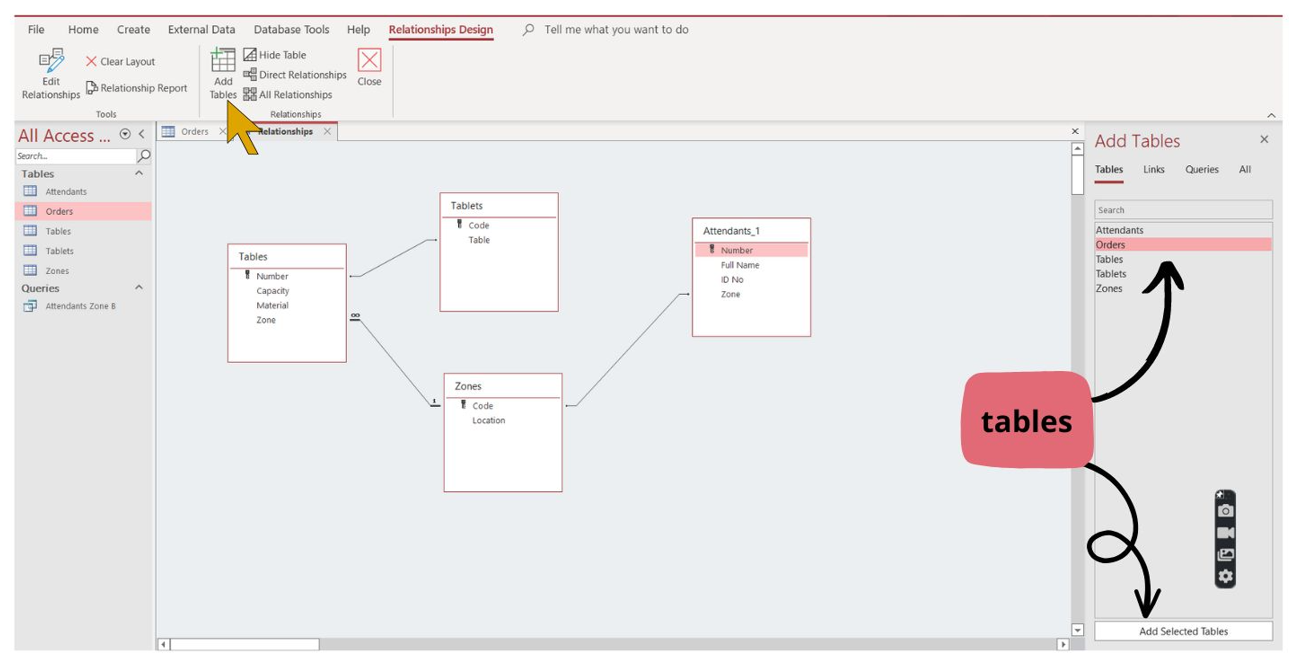 File Home Create External Data Database Tools Help Relationships Design Tell me what you want to do
Edit
Relationships
Clear Layout
Relationship Report
Tools
Add
Tables
Hide Table
Direct Relationships
All Relationships
Close
Relationships
All Access ...
Search...
Tables
Attendants
Orders
Tables
Tablets
Zones
Queries
Attendants Zone B
Orders
Relationships
Tables
Number
Capacity
Material
Zone
Tablets
Code
Table
Zones
Code
Location
Attendants_1
Number
Full Name
ID No
Zone
∞
1
Add Tables
Tables Links Queries All
Search
Attendants
Orders
Tables
Tablets
Zones
tables
Add Selected Tables